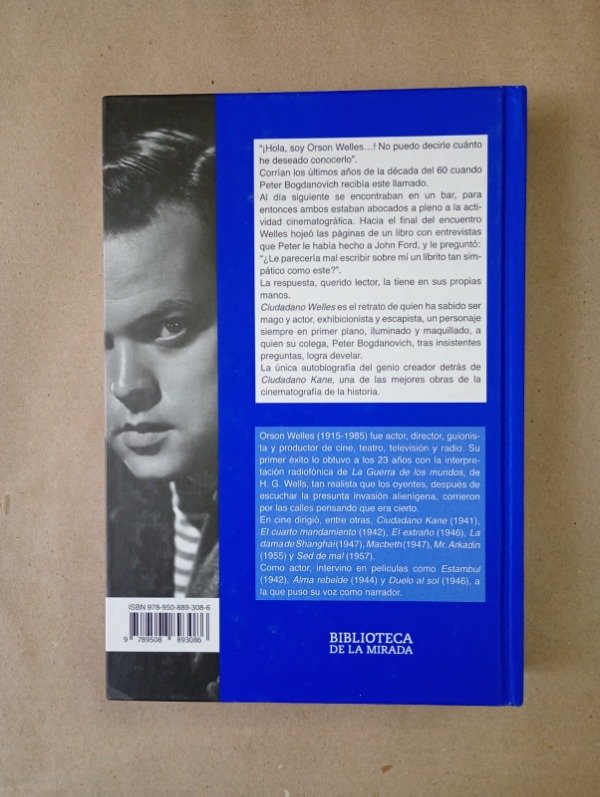 "¡Hola, soy Orson Welles...! No puedo decirle cuánto
he deseado conocerlo".
Corrían los últimos años de la década del 60 cuando
Peter Bogdanovich recibía este llamado.
Al día siguiente se encontraban en un bar, para
entonces ambos estaban abocados a pleno a la acti-
vidad cinematográfica. Hacia el final del encuentro
Welles hojeó las páginas de un libro con entrevistas
que Peter le había hecho a John Ford, y le preguntó:
"¿Le parecería mal escribir sobre mí un librito tan sim-
pático como este?".
La respuesta, querido lector, la tiene en sus propias
manos.
Ciudadano Welles es el retrato de quien ha sabido ser
mago y actor, exhibicionista y escapista, un personaje
siempre en primer plano, iluminado y maquillado, a
quien su colega, Peter Bogdanovich, tras insistentes
preguntas, logra develar.
La única autobiografía del genio creador detrás de
Ciudadano Kane, una de las mejores obras de la
cinematografía de la historia.
Orson Welles (1915-1985) fue actor, director, guionis-
ta y productor de cine, teatro, televisión y radio. Su
primer éxito lo obtuvo a los 23 años con la interpre-
tación radiofónica de La Guerra de los mundos, de
H. G. Wells, tan realista que los oyentes, después de
escuchar la presunta invasión alienígena, corrieron
por las calles pensando que era cierto.
En cine dirigió, entre otras, Ciudadano Kane (1941),
El cuarto mandamiento (1942), El extraño (1946), La
dama de Shanghái (1947), Macbeth (1947), Mr. Arkadin
(1955) y Sed de mal (1957).
Como actor, intervino en películas como Estambul
(1942), Alma rebelde (1944) y Duelo al sol (1946), a
la que puso su voz como narrador.
ISBN 978-950-889-308-6
9 789508 893086
BIBLIOTECA
DE LA MIRADA